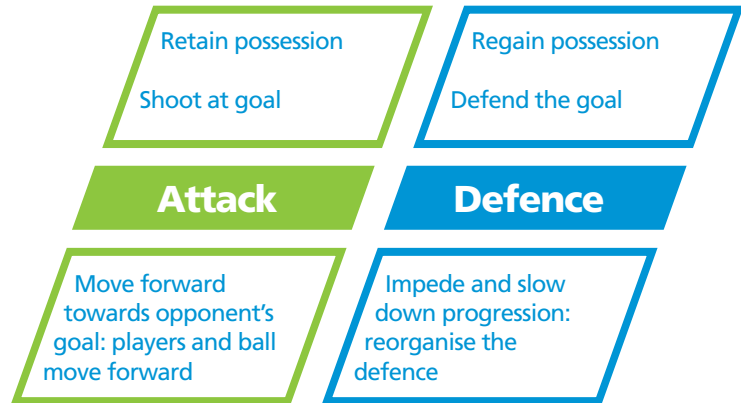 Retain possession
Shoot at goal
Regain possession
Defend the goal
Attack
Defence
Move forward
towards opponent's
goal: players and ball
move forward
Impede and slow
down progression:
reorganise the
defence